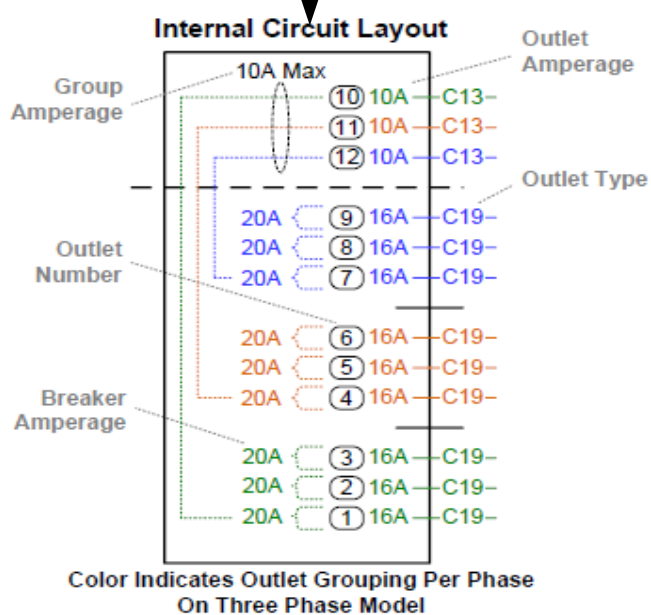 Internal Circuit Layout
Outlet
Amperage
Group
Amperage
10A Max
10 10A C13
11 10A C13
12 10A C13
Outlet Type
20A 9 16A C19
20A 8 16A C19
20A 7 16A C19
Outlet
Number
20A 6 16A C19
20A 5 16A C19
20A 4 16A C19
Breaker
Amperage
20A 3 16A C19
20A 2 16A C19
20A 1 16A C19
Color Indicates Outlet Grouping Per Phase
On Three Phase Model